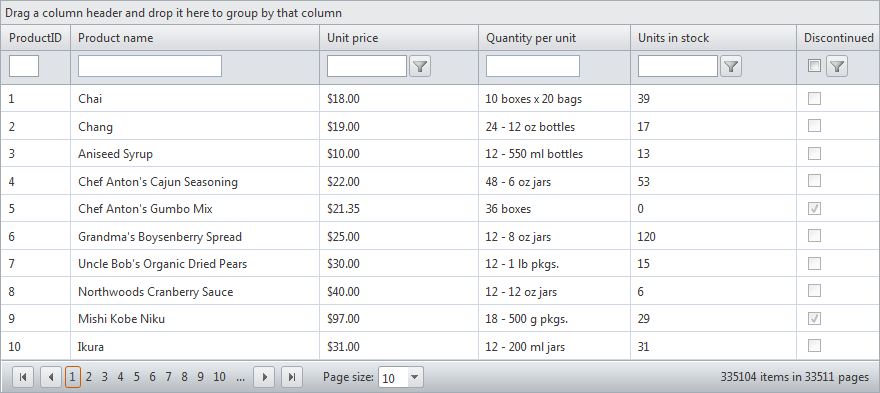 Drag a column header and drop it here to group by that column
ProductID Product name Unit price Quantity per unit Units in stock Discontinued
1 Chai $18.00 10 boxes x 20 bags 39
2 Chang $19.00 24 - 12 oz bottles 17
3 Aniseed Syrup $10.00 12 - 550 ml bottles 13
4 Chef Anton's Cajun Seasoning $22.00 48 - 6 oz jars 53
5 Chef Anton's Gumbo Mix $21.35 36 boxes 0
6 Grandma's Boysenberry Spread $25.00 12 - 8 oz jars 120
7 Uncle Bob's Organic Dried Pears $30.00 12 - 1 lb pkgs. 15
8 Northwoods Cranberry Sauce $40.00 12 - 12 oz jars 6
9 Mishi Kobe Niku $97.00 18 - 500 g pkgs. 29
10 Ikura $31.00 12 - 200 ml jars 31
1 2 3 4 5 6 7 8 9 10 ... Page size: 10 335104 items in 33511 pages